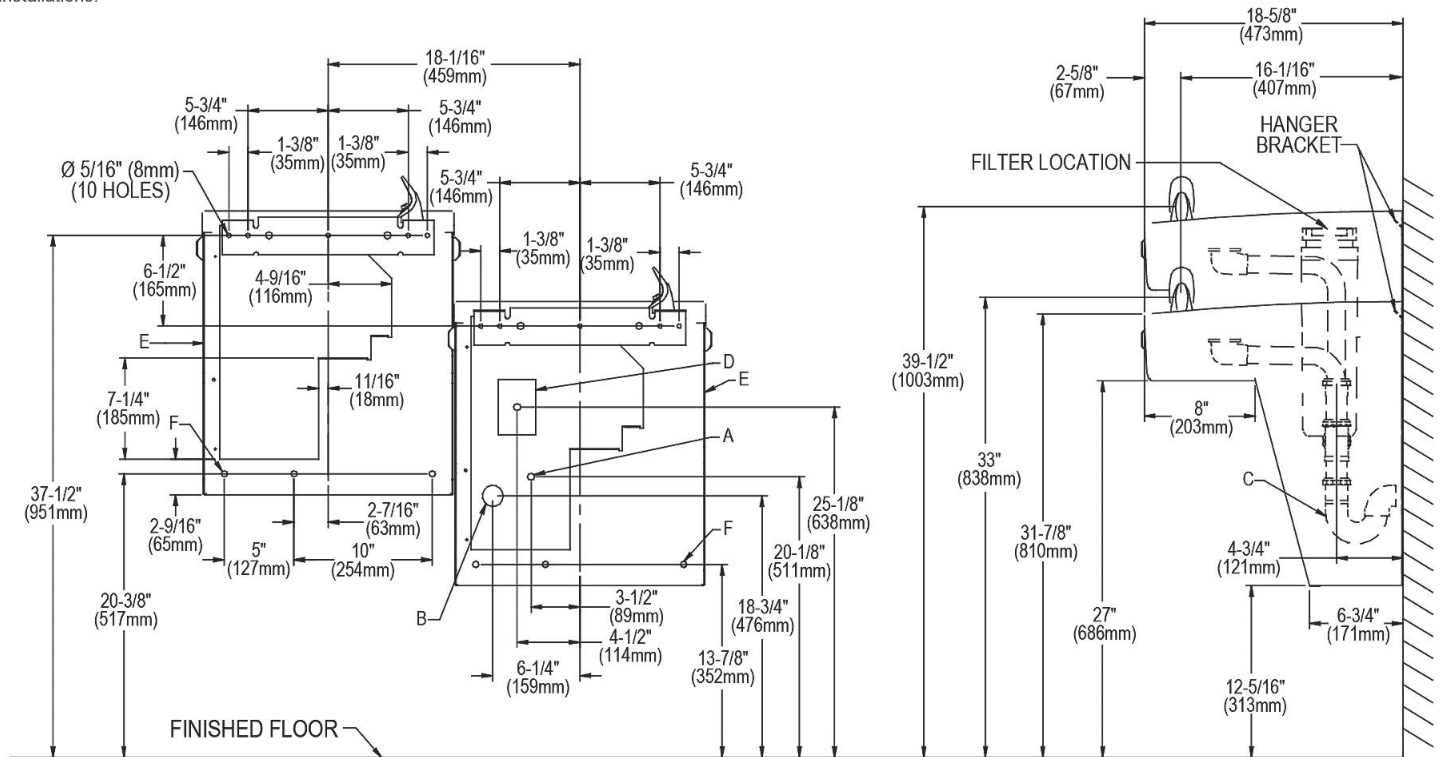 installations.
18-5/8"
(473mm)
18-1/16"
(459mm)
2-5/8"
(67mm)
16-1/16"
(407mm)
5-3/4"
(146mm)
5-3/4"
(146mm)
1-3/8"
(35mm)
1-3/8"
(35mm)
HANGER
BRACKET
FILTER LOCATION
Ø 5/16" (8mm)
(10 HOLES)
5-3/4"
(146mm)
5-3/4"
(146mm)
1-3/8"
(35mm)
1-3/8"
(35mm)
6-1/2"
(165mm)
4-9/16"
(116mm)
E
D
E
39-1/2"
(1003mm)
11/16"
(18mm)
7-1/4"
(185mm)
F
A
8"
(203mm)
33"
(838mm)
C
37-1/2"
(951mm)
2-9/16"
(65mm)
2-7/16"
(63mm)
25-1/8"
(638mm)
31-7/8"
(810mm)
5"
(127mm)
10"
(254mm)
F
20-1/8"
(511mm)
4-3/4"
(121mm)
20-3/8"
(517mm)
B
3-1/2"
(89mm)
18-3/4"
(476mm)
27"
(686mm)
6-3/4"
(171mm)
4-1/2"
(114mm)
6-1/4"
(159mm)
13-7/8"
(352mm)
12-5/16"
(313mm)
FINISHED FLOOR